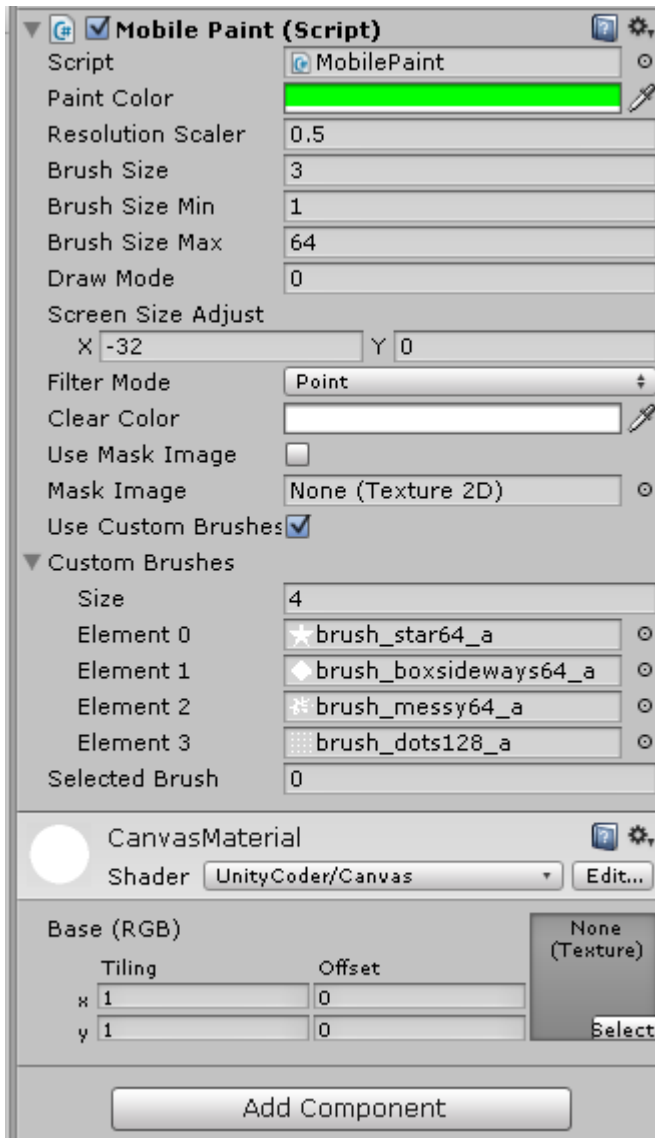 Mobile Paint (Script)
Script MobilePaint
Paint Color
Resolution Scaler 0.5
Brush Size 3
Brush Size Min 1
Brush Size Max 64
Draw Mode 0
Screen Size Adjust
X -32 Y 0
Filter Mode Point
Clear Color
Use Mask Image
Mask Image None (Texture 2D)
Use Custom Brushes
Custom Brushes
Size 4
Element 0 brush_star64_a
Element 1 brush_boxsideways64_a
Element 2 brush_messy64_a
Element 3 brush_dots128_a
Selected Brush 0
CanvasMaterial
Shader UnityCoder/Canvas Edit...
Base (RGB) None
(Texture)
Tiling Offset
x 1 0
y 1 0 Select
Add Component